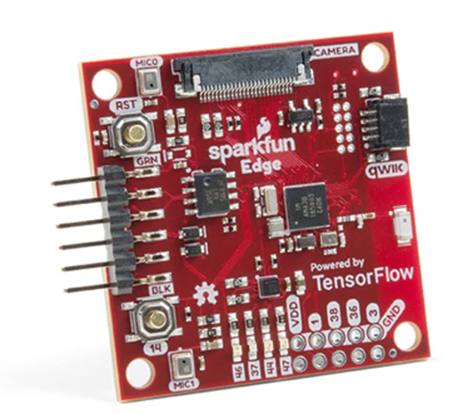 MIC0
CAMERA
RST
GRN
sparkfun
Edge
qwiic
Powered by
TensorFlow
BLK
14
MIC1
46
37
44
47
VDD
1
38
36
3
GND